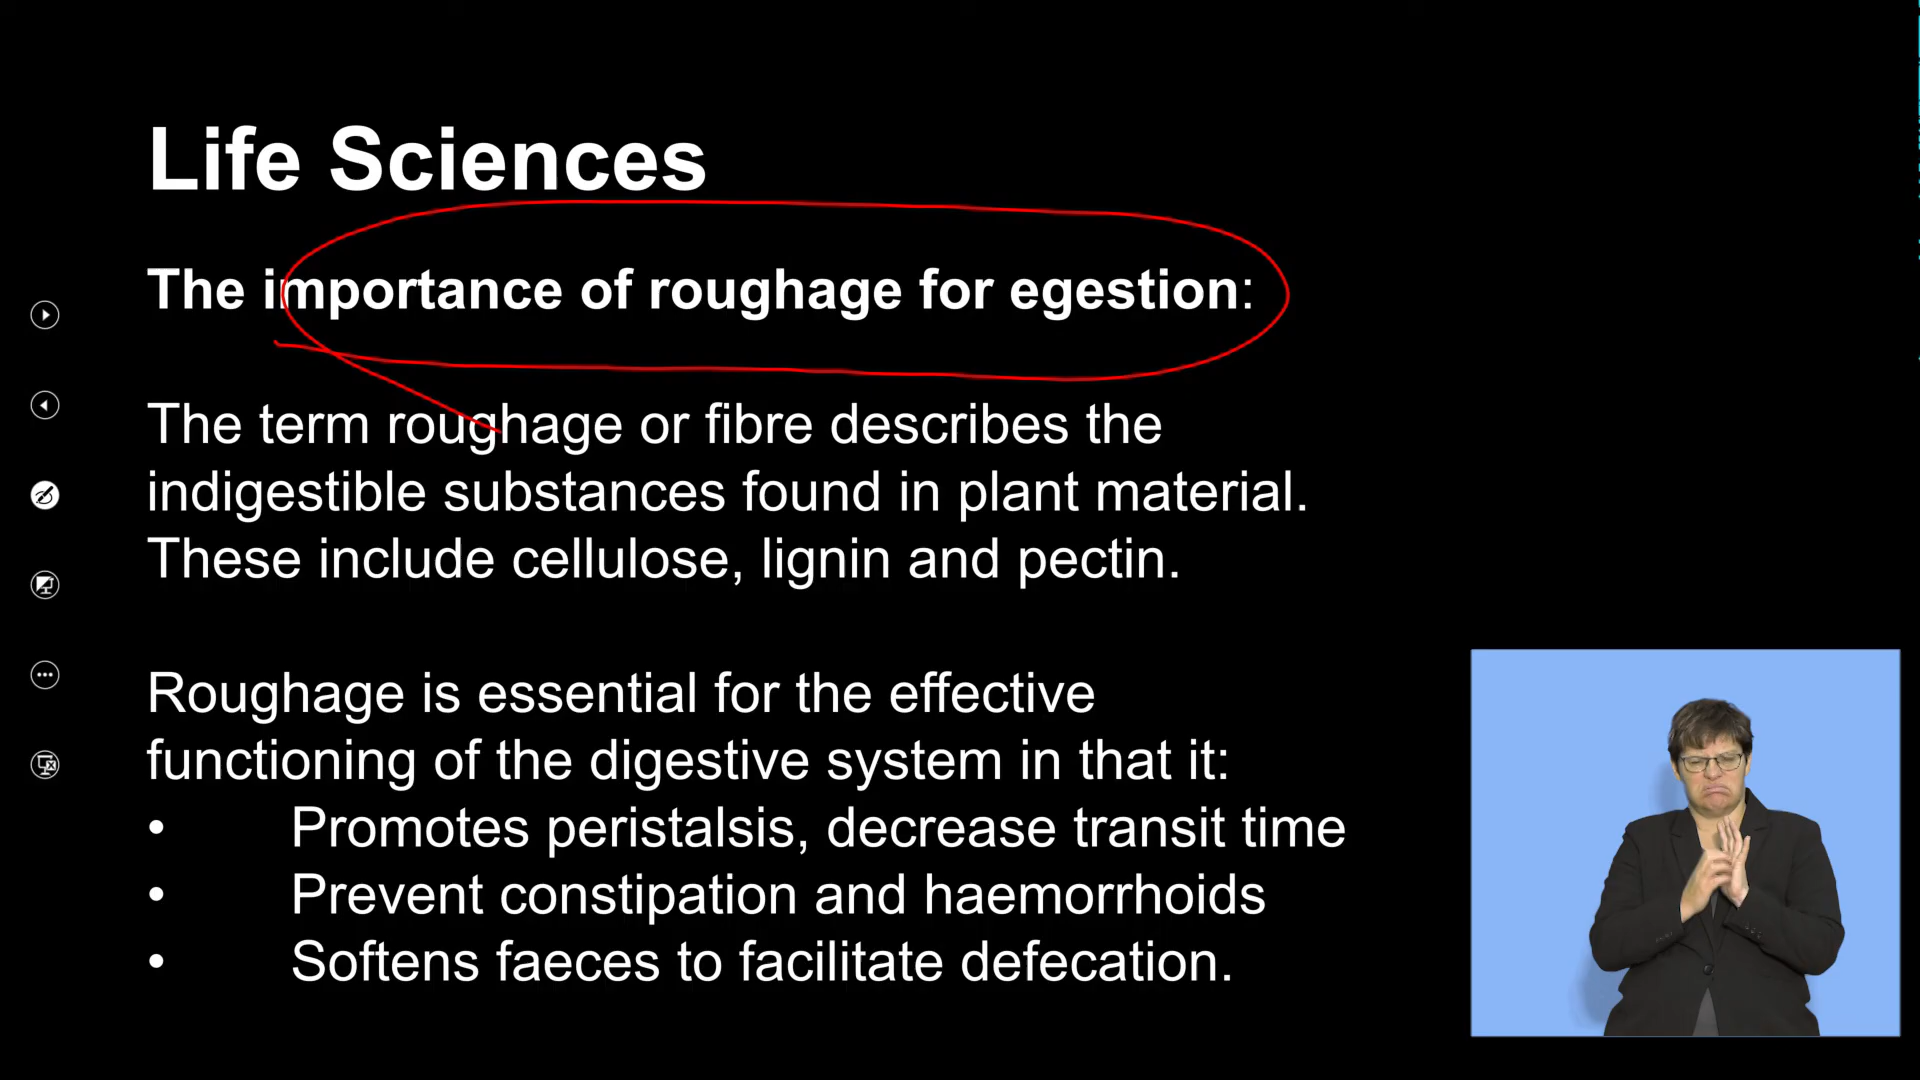 Life Sciences
The importance of roughage for egestion:
The term roughage or fibre describes the
indigestible substances found in plant material.
These include cellulose, lignin and pectin.
Roughage is essential for the effective
functioning of the digestive system in that it:
• Promotes peristalsis, decrease transit time
• Prevent constipation and haemorrhoids
• Softens faeces to facilitate defecation.